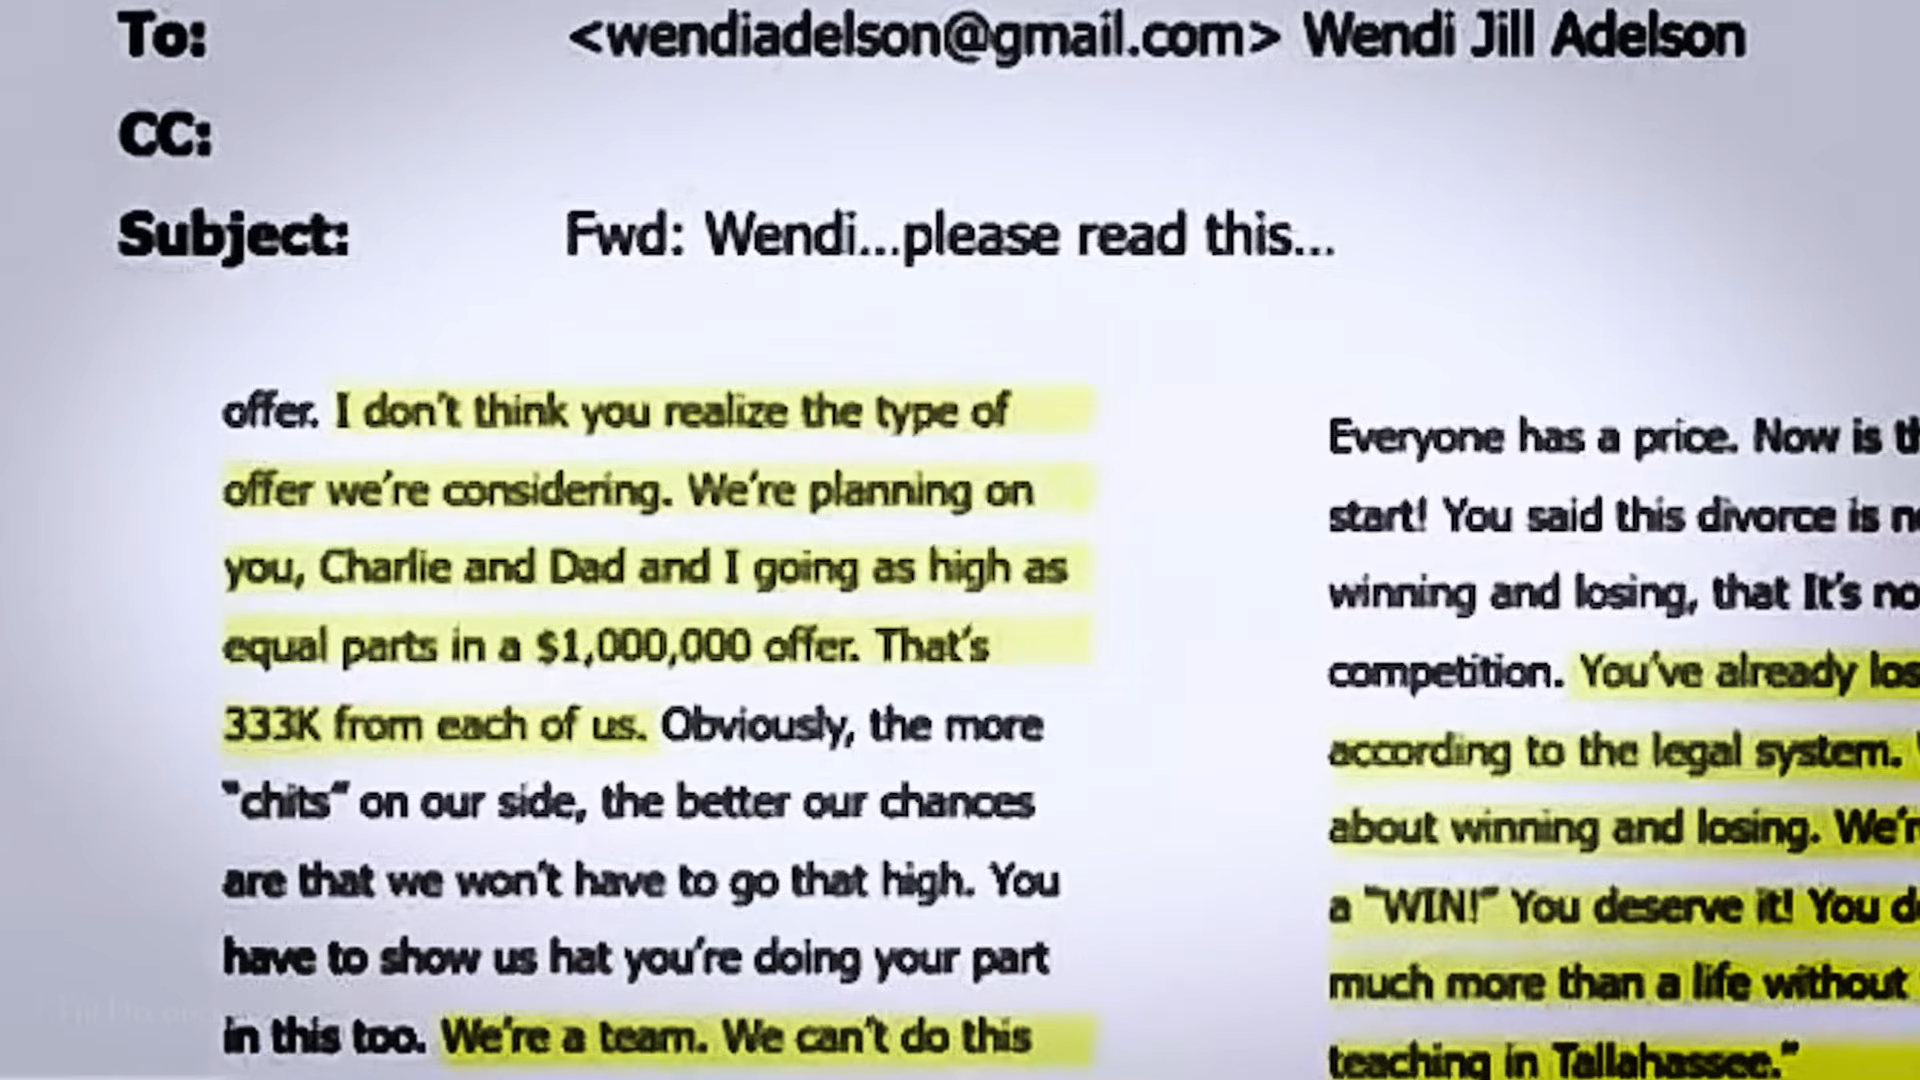 To: <wendiadelson@gmail.com> Wendi Jill Adelson
CC:
Subject: Fwd: Wendi...please read this...
offer. I don't think you realize the type of
offer we're considering. We're planning on
you, Charlie and Dad and I going as high as
equal parts in a $1,000,000 offer. That's
333K from each of us. Obviously, the more
"chits" on our side, the better our chances
are that we won't have to go that high. You
have to show us hat you're doing your part
in this too. We're a team. We can't do this
Everyone has a price. Now is th
start! You said this divorce is n
winning and losing, that It's no
competition. You've already los
according to the legal system.
about winning and losing. We'r
a "WIN!" You deserve it! You d
much more than a life without
teaching in Tallahassee."